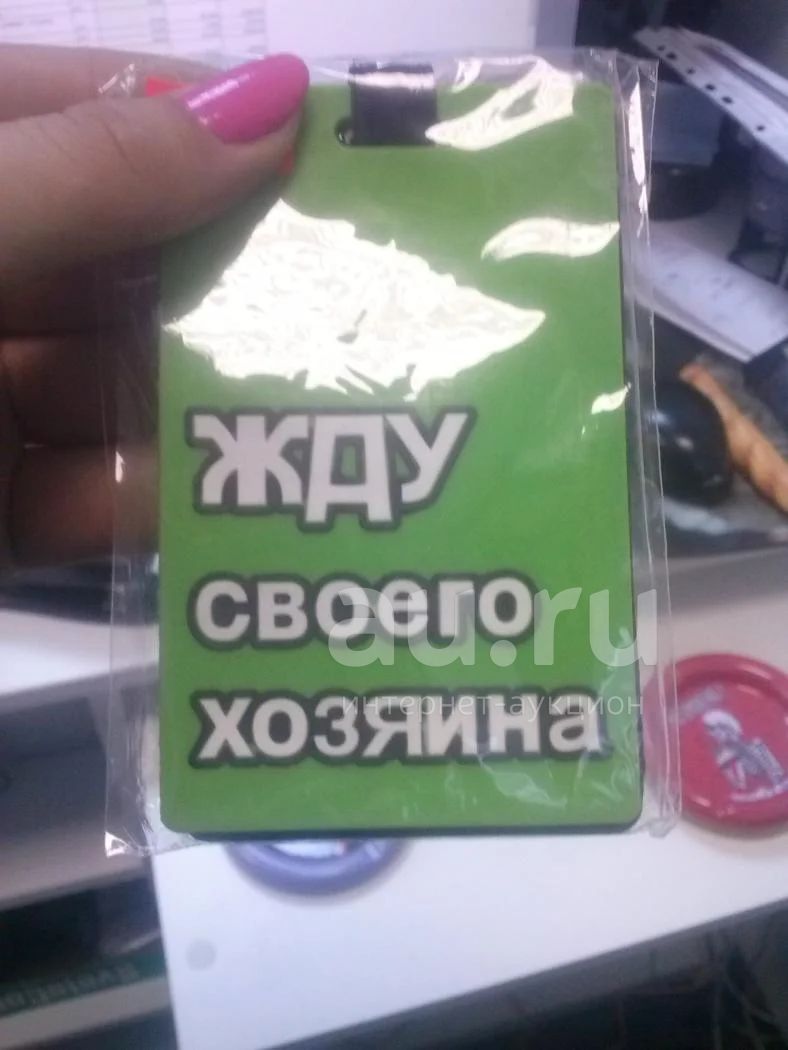 жду
своего
хозяина
au.ru
интернет-аукцион